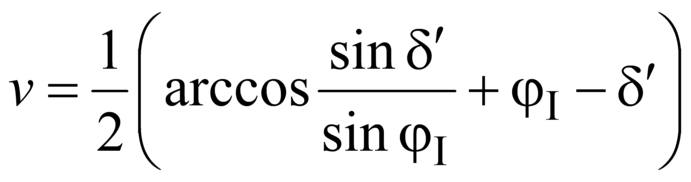 v = 1/2 ( arccos sin δ′ / sin φ_I + φ_I − δ′ )